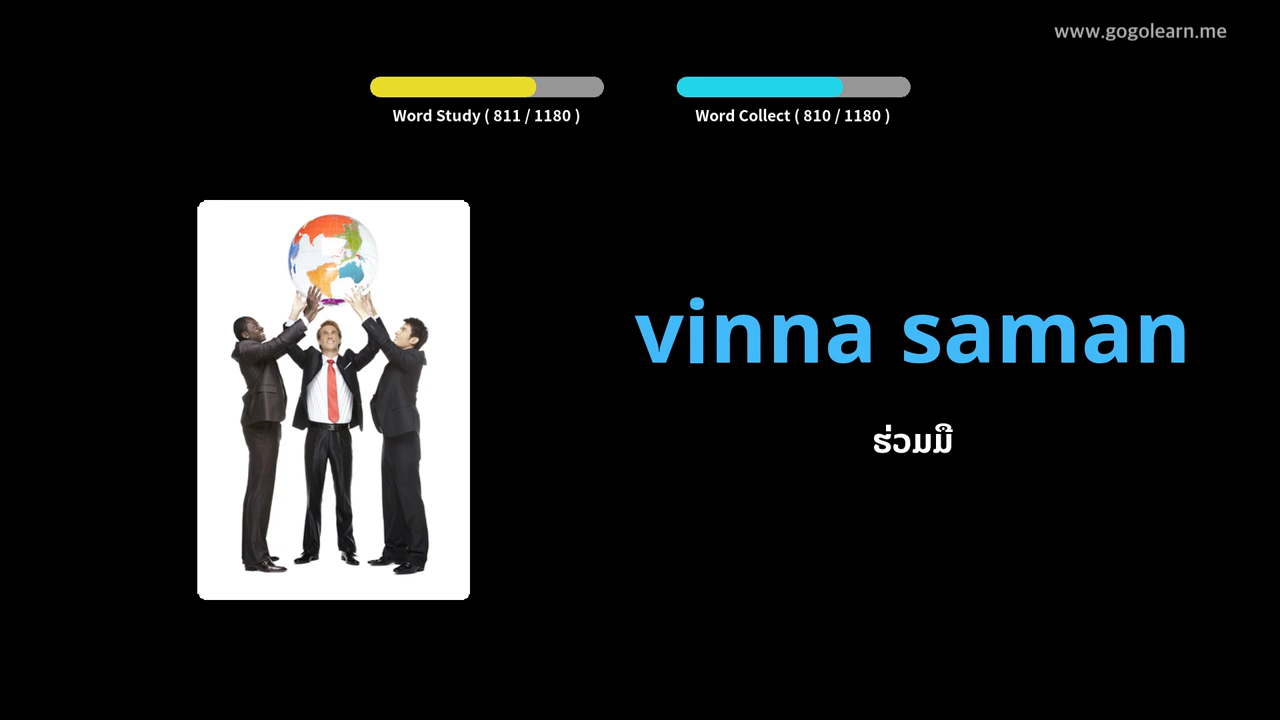 www.gogolearn.me
Word Study ( 811 / 1180 )
Word Collect ( 810 / 1180 )
vinna saman
ຮ່ວມມື